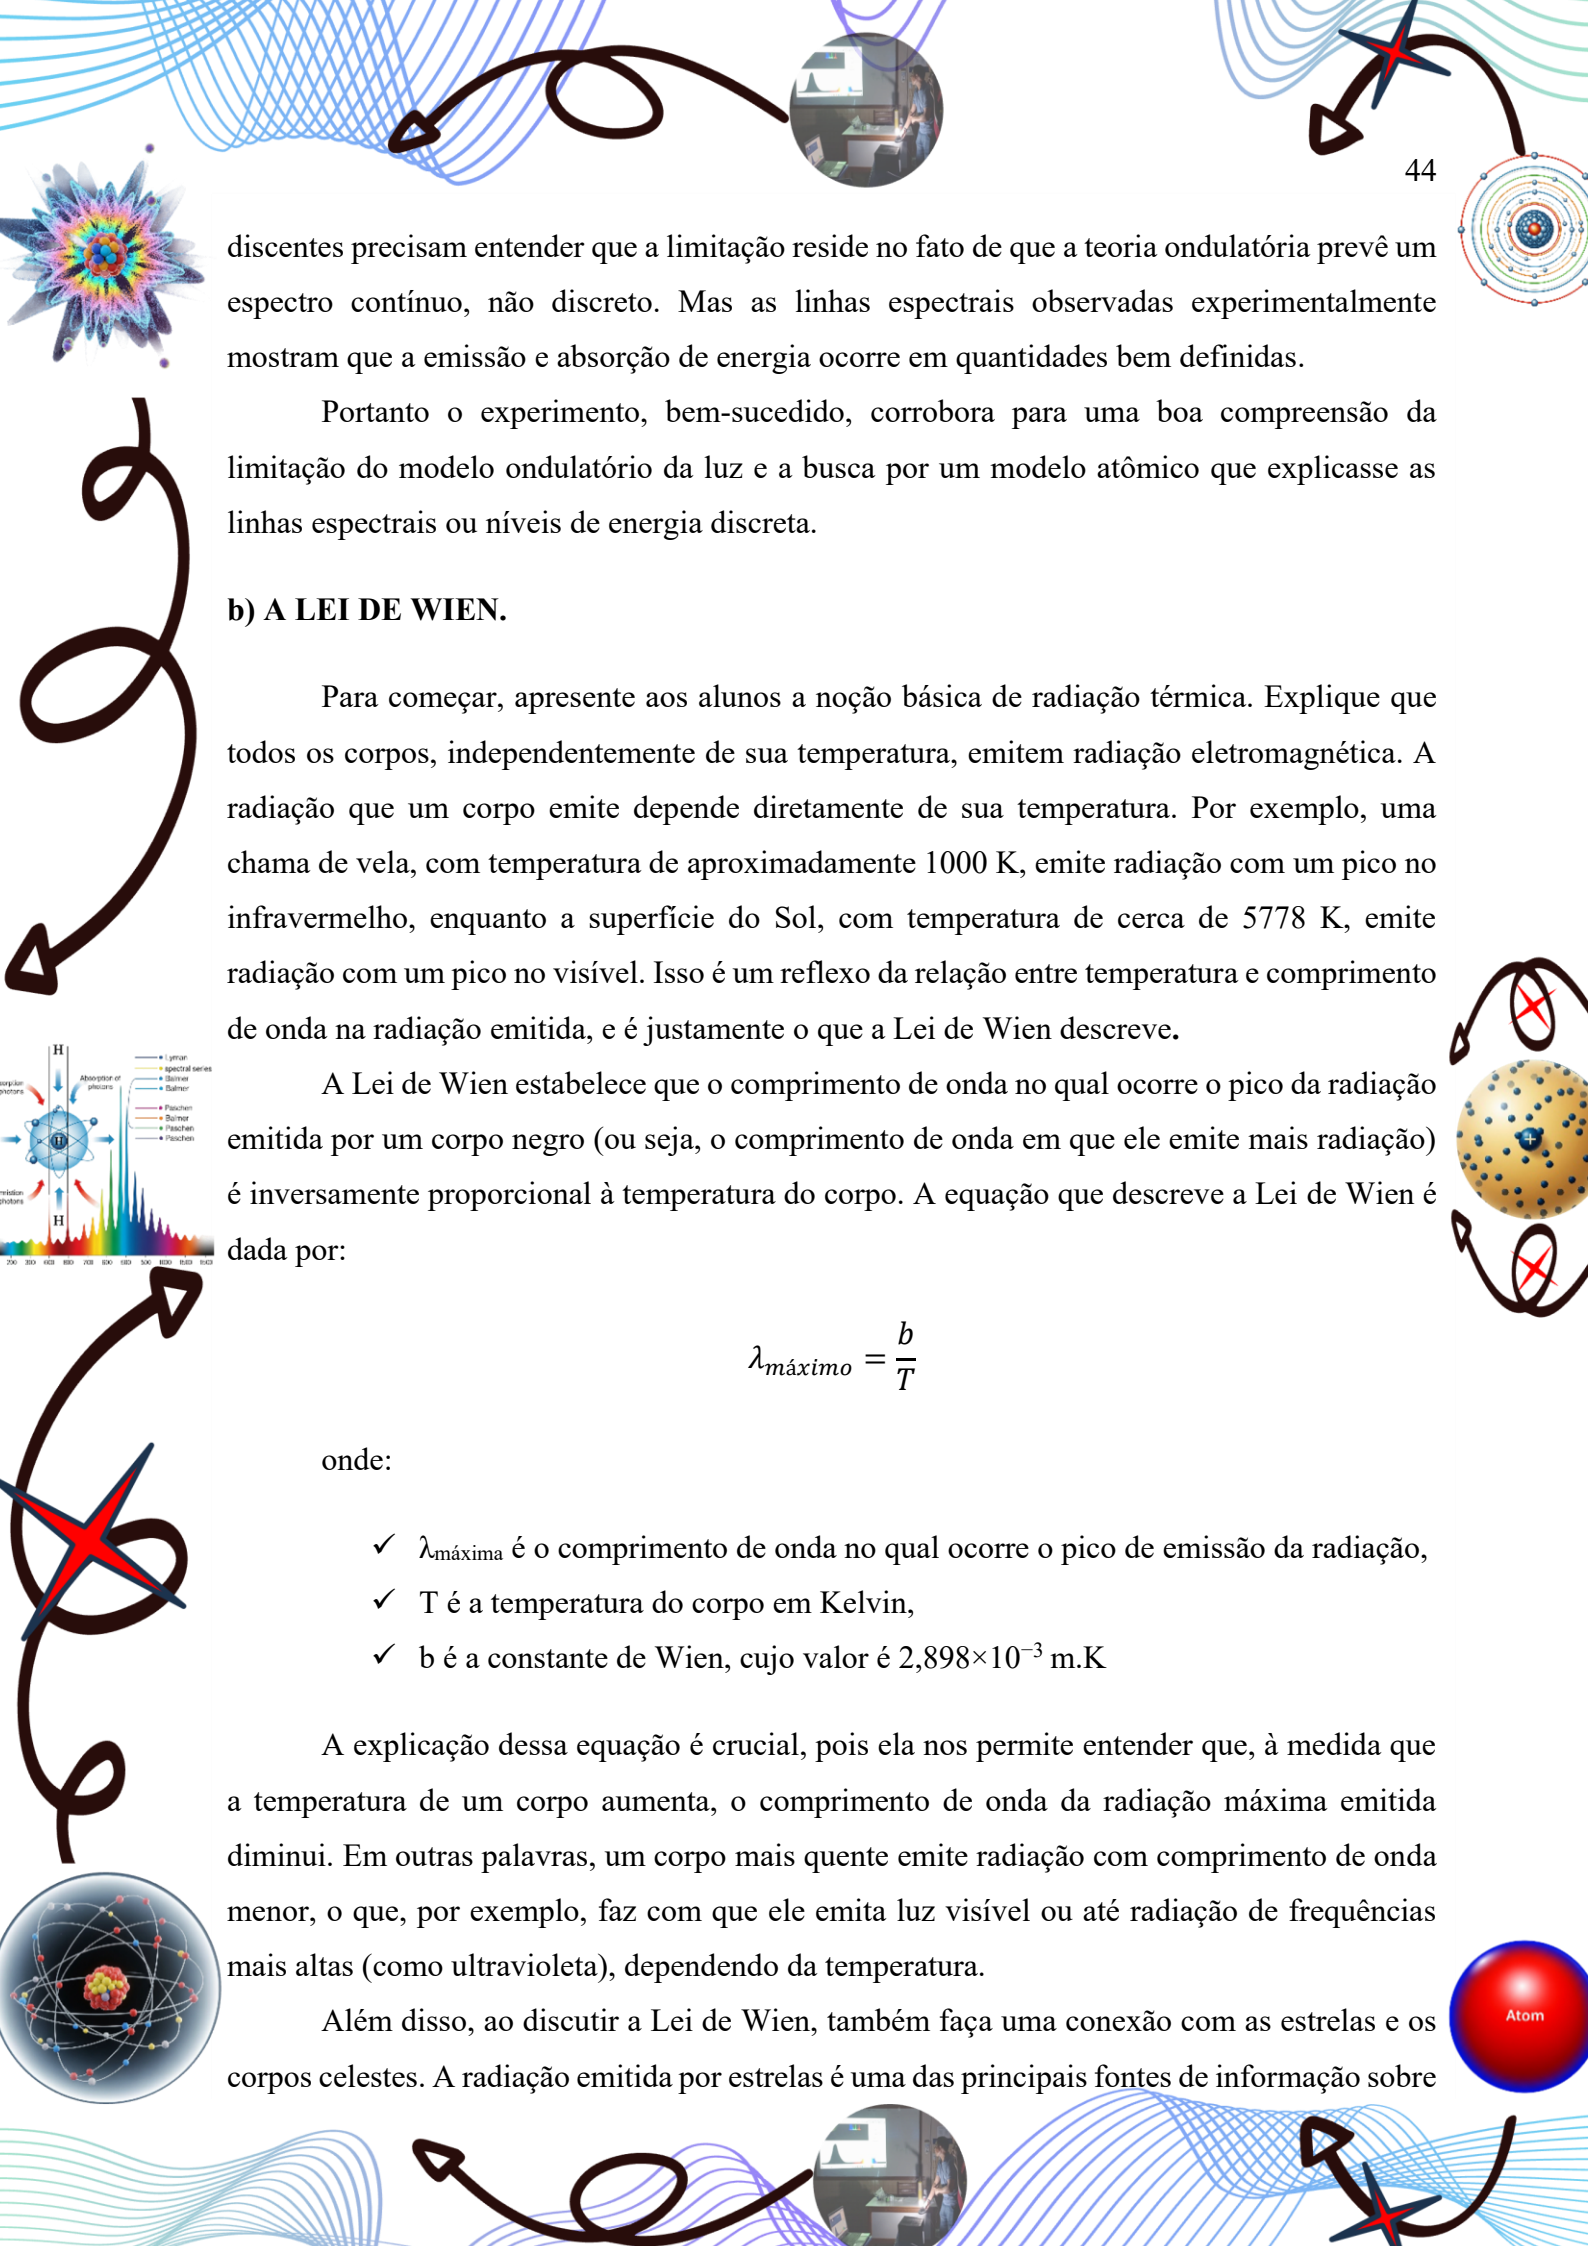 44
discentes precisam entender que a limitação reside no fato de que a teoria ondulatória prevê um
espectro contínuo, não discreto. Mas as linhas espectrais observadas experimentalmente
mostram que a emissão e absorção de energia ocorre em quantidades bem definidas.
Portanto o experimento, bem-sucedido, corrobora para uma boa compreensão da
limitação do modelo ondulatório da luz e a busca por um modelo atômico que explicasse as
linhas espectrais ou níveis de energia discreta.
b) A LEI DE WIEN.
Para começar, apresente aos alunos a noção básica de radiação térmica. Explique que
todos os corpos, independentemente de sua temperatura, emitem radiação eletromagnética. A
radiação que um corpo emite depende diretamente de sua temperatura. Por exemplo, uma
chama de vela, com temperatura de aproximadamente 1000 K, emite radiação com um pico no
infravermelho, enquanto a superfície do Sol, com temperatura de cerca de 5778 K, emite
radiação com um pico no visível. Isso é um reflexo da relação entre temperatura e comprimento
de onda na radiação emitida, e é justamente o que a Lei de Wien descreve.
A Lei de Wien estabelece que o comprimento de onda no qual ocorre o pico da radiação
emitida por um corpo negro (ou seja, o comprimento de onda em que ele emite mais radiação)
é inversamente proporcional à temperatura do corpo. A equação que descreve a Lei de Wien é
dada por:
λmáximo = b/T
onde:
✓ λmáxima é o comprimento de onda no qual ocorre o pico de emissão da radiação,
✓ T é a temperatura do corpo em Kelvin,
✓ b é a constante de Wien, cujo valor é 2,898×10⁻³ m.K
A explicação dessa equação é crucial, pois ela nos permite entender que, à medida que
a temperatura de um corpo aumenta, o comprimento de onda da radiação máxima emitida
diminui. Em outras palavras, um corpo mais quente emite radiação com comprimento de onda
menor, o que, por exemplo, faz com que ele emita luz visível ou até radiação de frequências
mais altas (como ultravioleta), dependendo da temperatura.
Além disso, ao discutir a Lei de Wien, também faça uma conexão com as estrelas e os
corpos celestes. A radiação emitida por estrelas é uma das principais fontes de informação sobre
H
Absorption of
photons
Lyman
spectral series
Balmer
Balmer
Paschen
Balmer
Paschen
Paschen
H
H
Atom